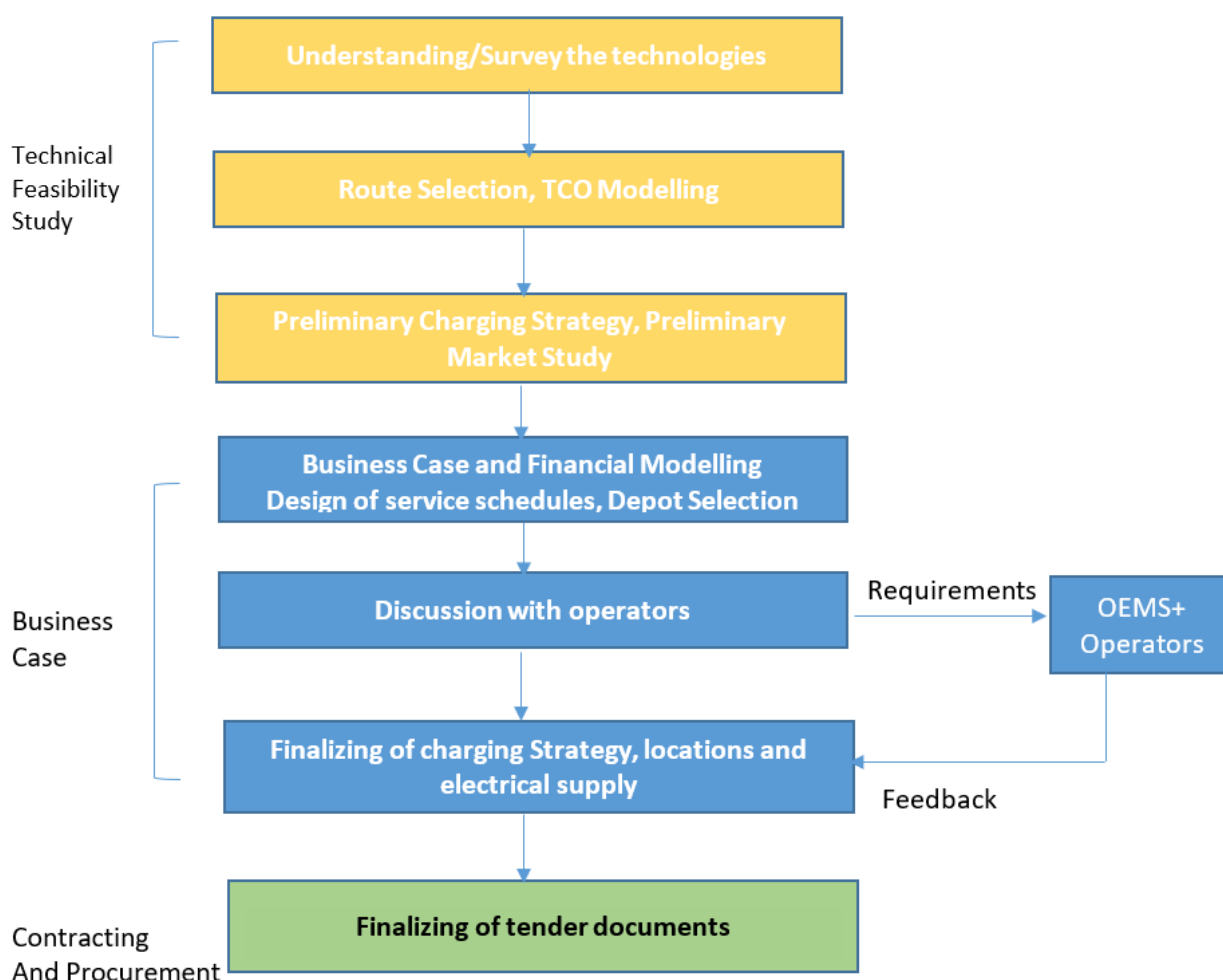 Understanding/Survey the technologies
Technical
Feasibility
Study
Route Selection, TCO Modelling
Preliminary Charging Strategy, Preliminary
Market Study
Business Case and Financial Modelling
Design of service schedules, Depot Selection
Discussion with operators
Requirements
OEMS+
Operators
Business
Case
Finalizing of charging Strategy, locations and
electrical supply
Feedback
Finalizing of tender documents
Contracting
And Procurement